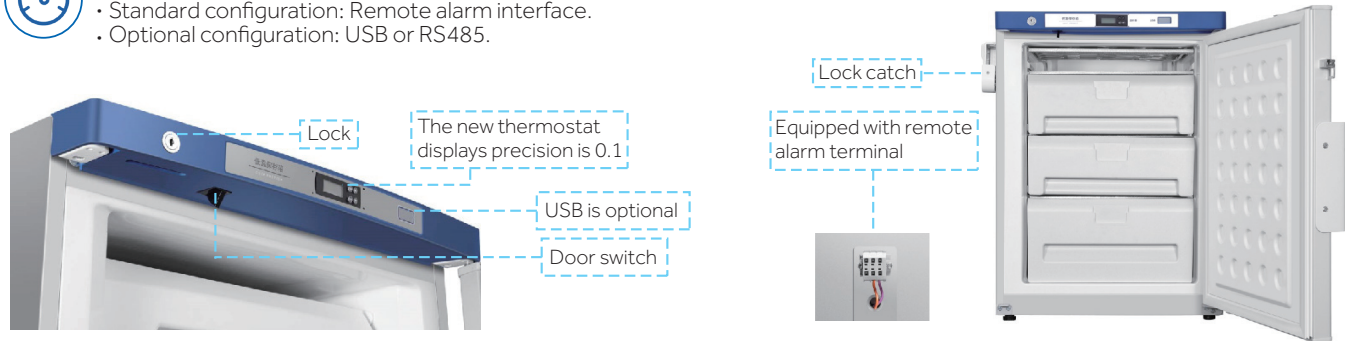 • Standard configuration: Remote alarm interface.
• Optional configuration: USB or RS485.
Lock
The new thermostat
displays precision is 0.1
USB is optional
Door switch
Lock catch
Equipped with remote
alarm terminal